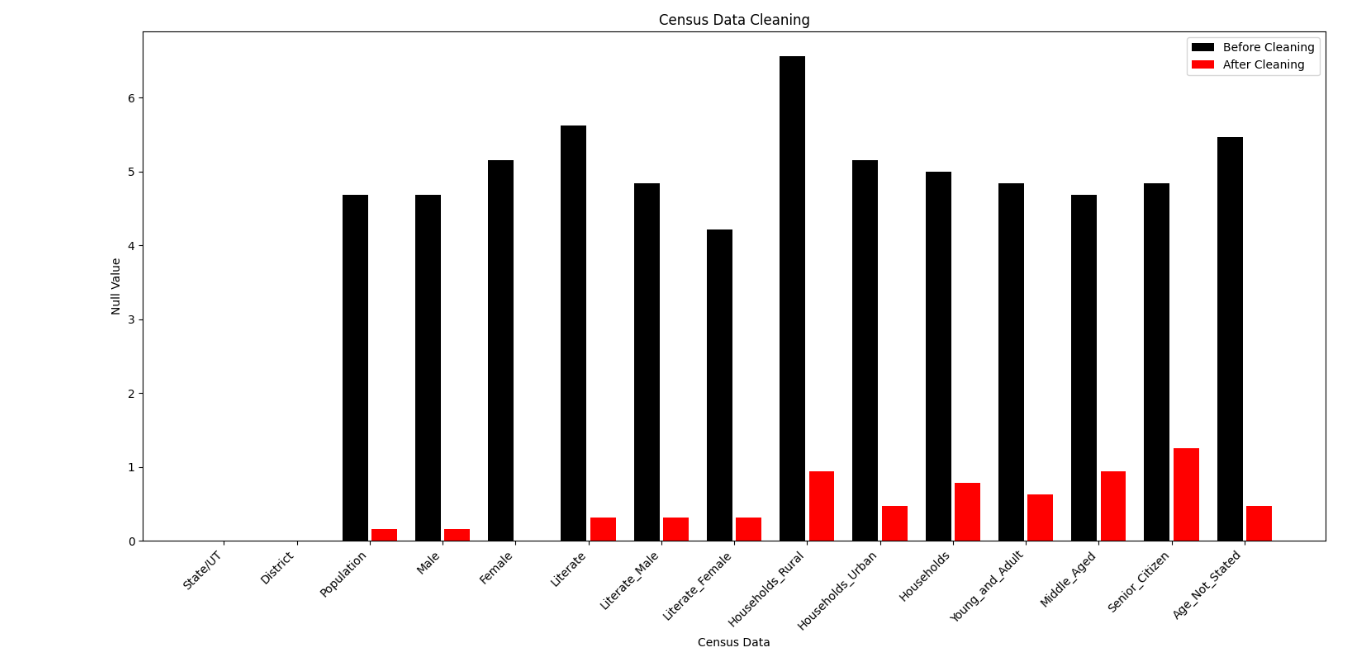 Census Data Cleaning
Before Cleaning
After Cleaning
Null Value
6
5
4
3
2
1
0
State/UT
District
Population
Male
Female
Literate
Literate_Male
Literate_Female
Households_Rural
Households_Urban
Households
Young_and_Adult
Middle_Aged
Senior_Citizen
Age_Not_Stated
Census Data